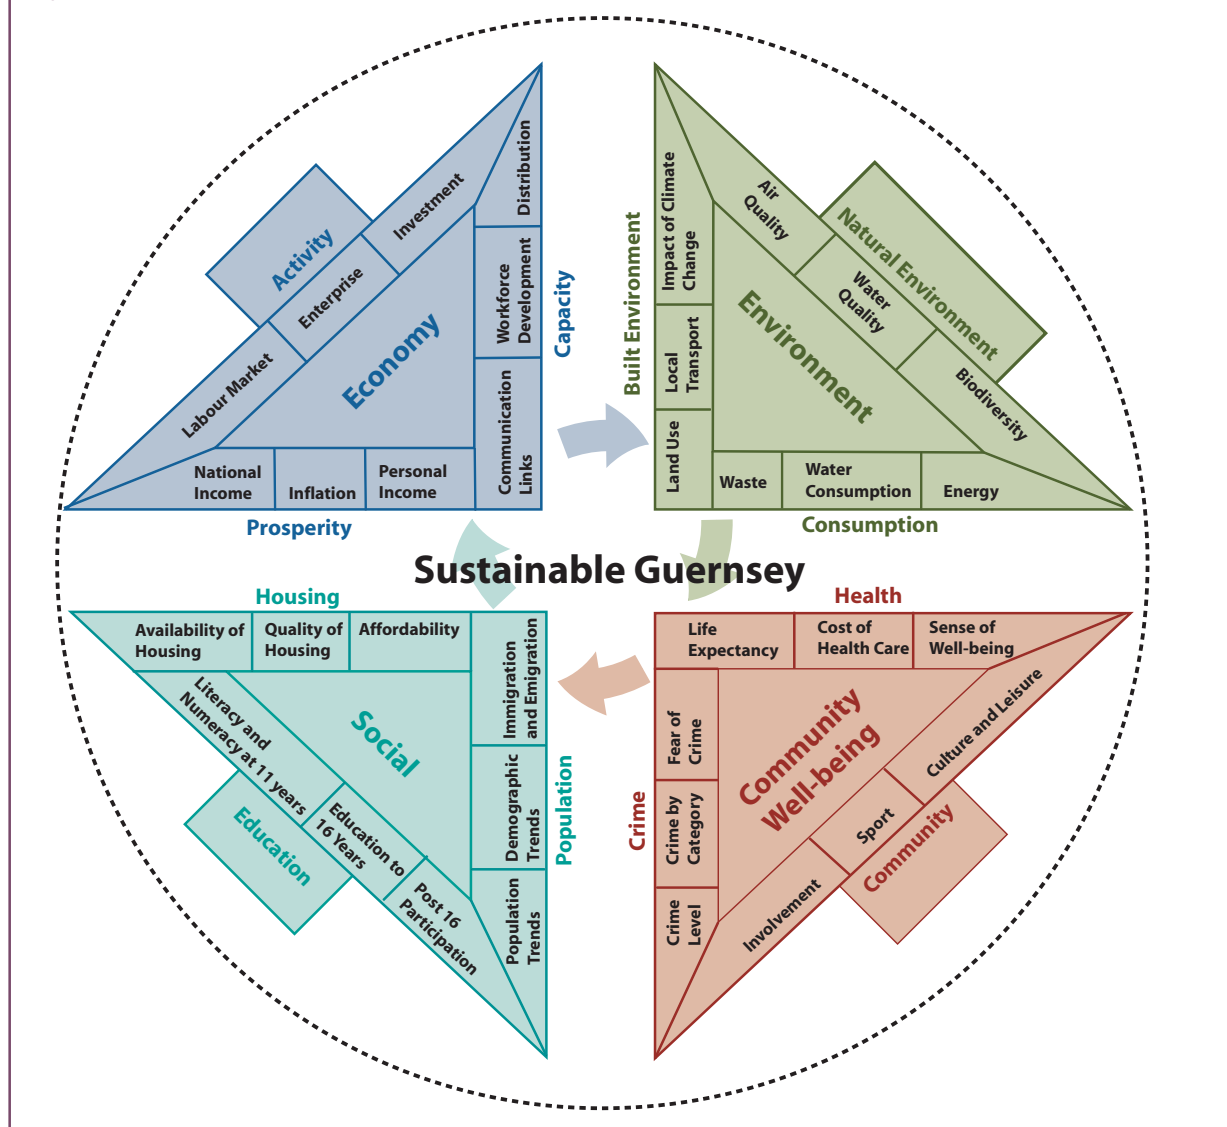 Activity
Investment
Enterprise
Labour Market
Economy
Distribution
Workforce
Development
Communication
Links
Capacity
National
Income
Inflation
Personal
Income
Prosperity
Built Environment
Impact of Climate
Change
Local
Transport
Land Use
Air
Quality
Water
Quality
Biodiversity
Natural Environment
Environment
Waste
Water
Consumption
Energy
Consumption
Sustainable Guernsey
Housing
Availability of
Housing
Quality of
Housing
Affordability
Immigration
and Emigration
Demographic
Trends
Population
Trends
Population
Social
Literacy and
Numeracy at 11 years
Education to
16 Years
Post 16
Participation
Education
Health
Life
Expectancy
Cost of
Health Care
Sense of
Well-being
Crime
Fear of
Crime
Crime by
Category
Crime
Level
Community
Well-being
Culture and Leisure
Sport
Involvement
Community